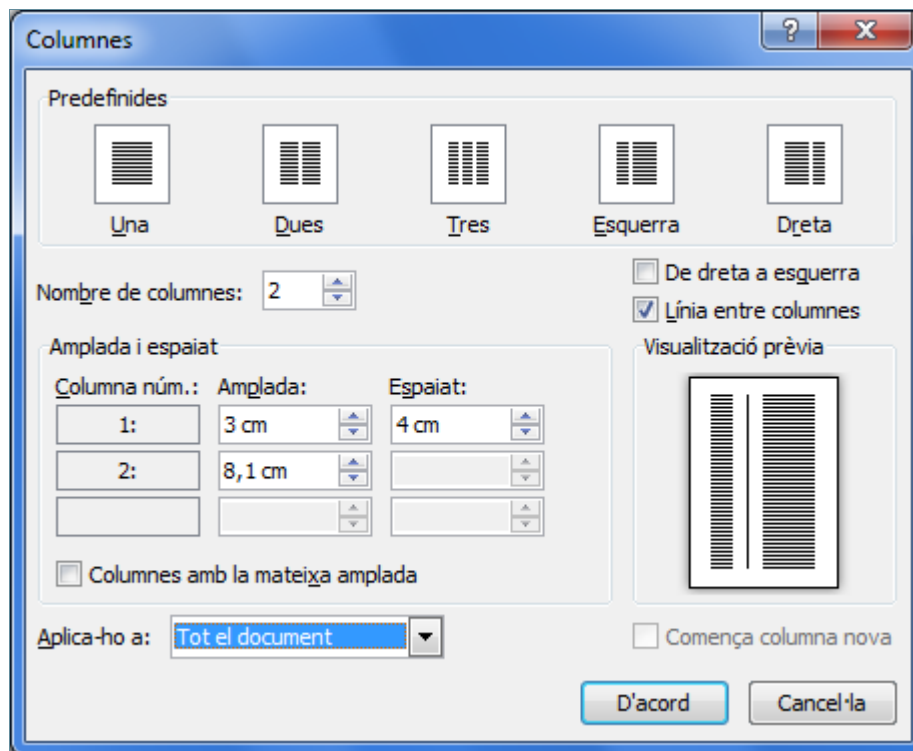 Columnes
Predefinides
Una Dues Tres Esquerra Dreta
Nombre de columnes: 2
De dreta a esquerra
Línia entre columnes
Amplada i espaiat
Columna núm.: Amplada: Espaiat:
1: 3 cm 4 cm
2: 8,1 cm
Columnes amb la mateixa amplada
Visualització prèvia
Aplica-ho a: Tot el document
Comença columna nova
D'acord Cancel·la